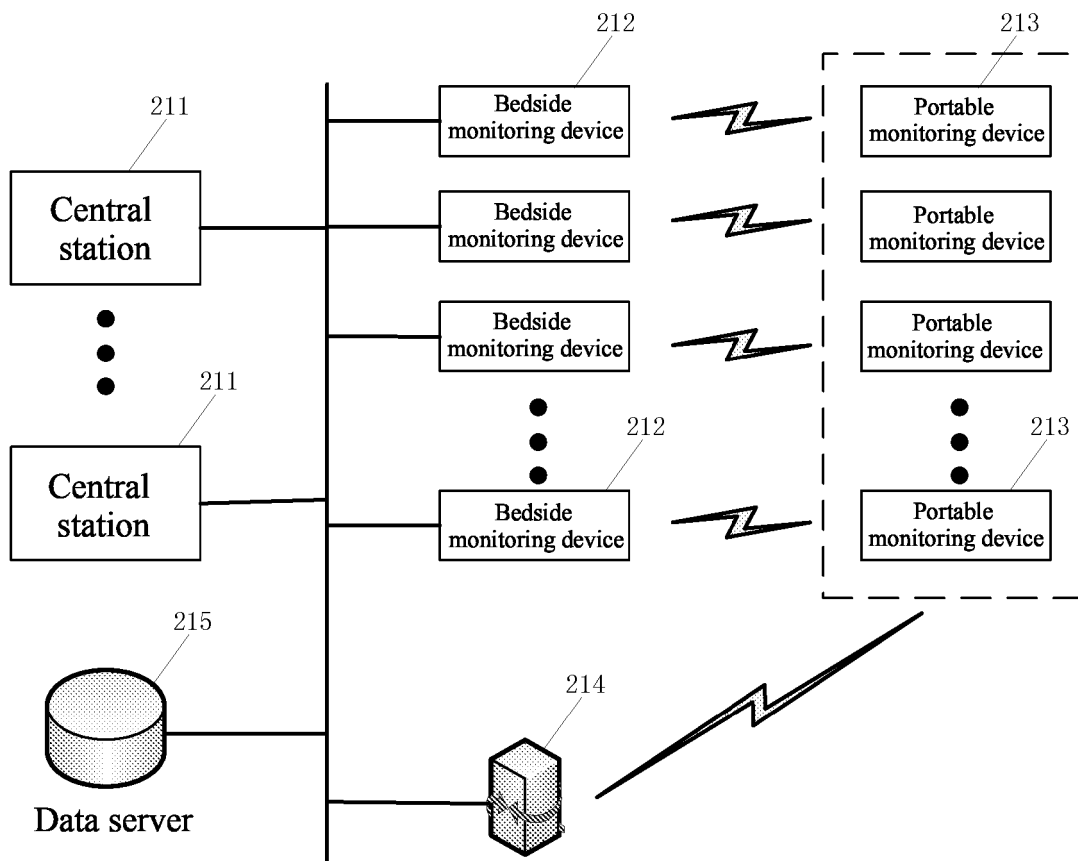 212
213
211
Bedside
monitoring device
Portable
monitoring device
Central
station
Bedside
monitoring device
Portable
monitoring device
Bedside
monitoring device
Portable
monitoring device
211
212
213
Central
station
Bedside
monitoring device
Portable
monitoring device
215
214
Data server